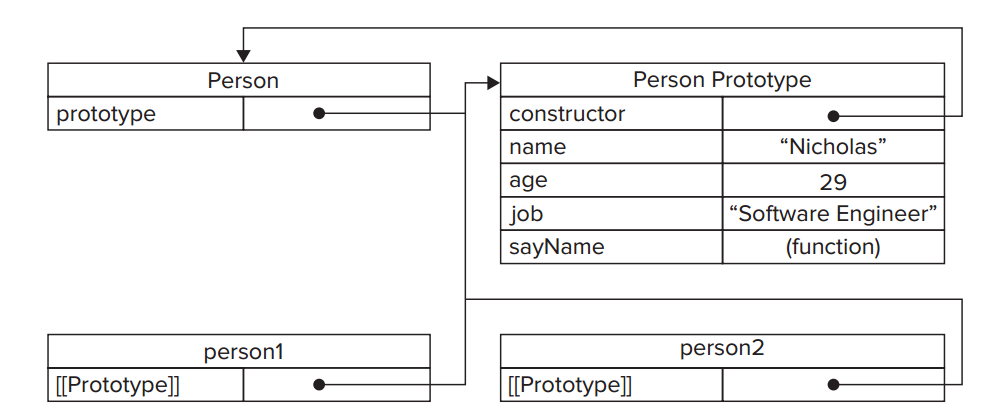 Person
prototype
Person Prototype
constructor
name “Nicholas”
age 29
job “Software Engineer”
sayName (function)
person1
[[Prototype]]
person2
[[Prototype]]